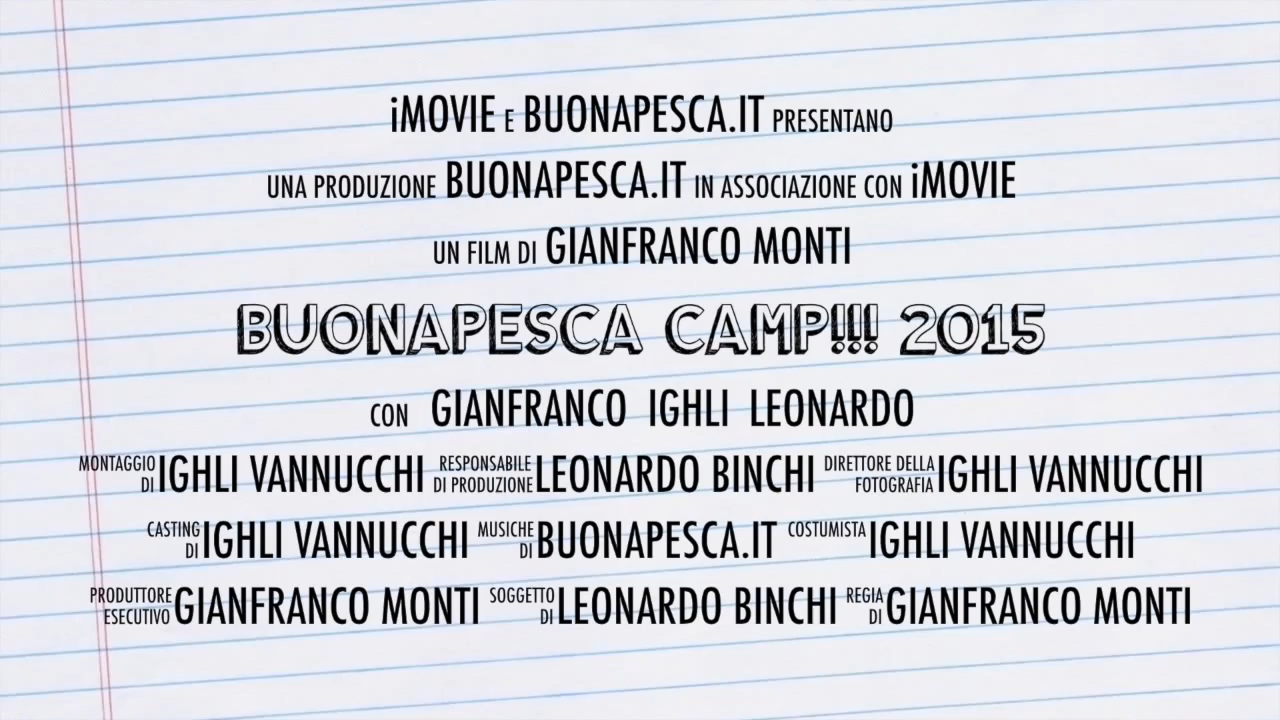 iMOVIE E BUONAPESCA.IT PRESENTANO
UNA PRODUZIONE BUONAPESCA.IT IN ASSOCIAZIONE CON iMOVIE
UN FILM DI GIANFRANCO MONTI
BUONAPESCA CAMP!!! 2015
CON GIANFRANCO IGHLI LEONARDO
MONTAGGIO DI IGHLI VANNUCCHI RESPONSABILE DI PRODUZIONE LEONARDO BINCHI DIRETTORE DELLA FOTOGRAFIA IGHLI VANNUCCHI
CASTING DI IGHLI VANNUCCHI MUSICHE DI BUONAPESCA.IT COSTUMISTA IGHLI VANNUCCHI
PRODUTTORE ESECUTIVO GIANFRANCO MONTI SOGGETTO DI LEONARDO BINCHI REGIA DI GIANFRANCO MONTI